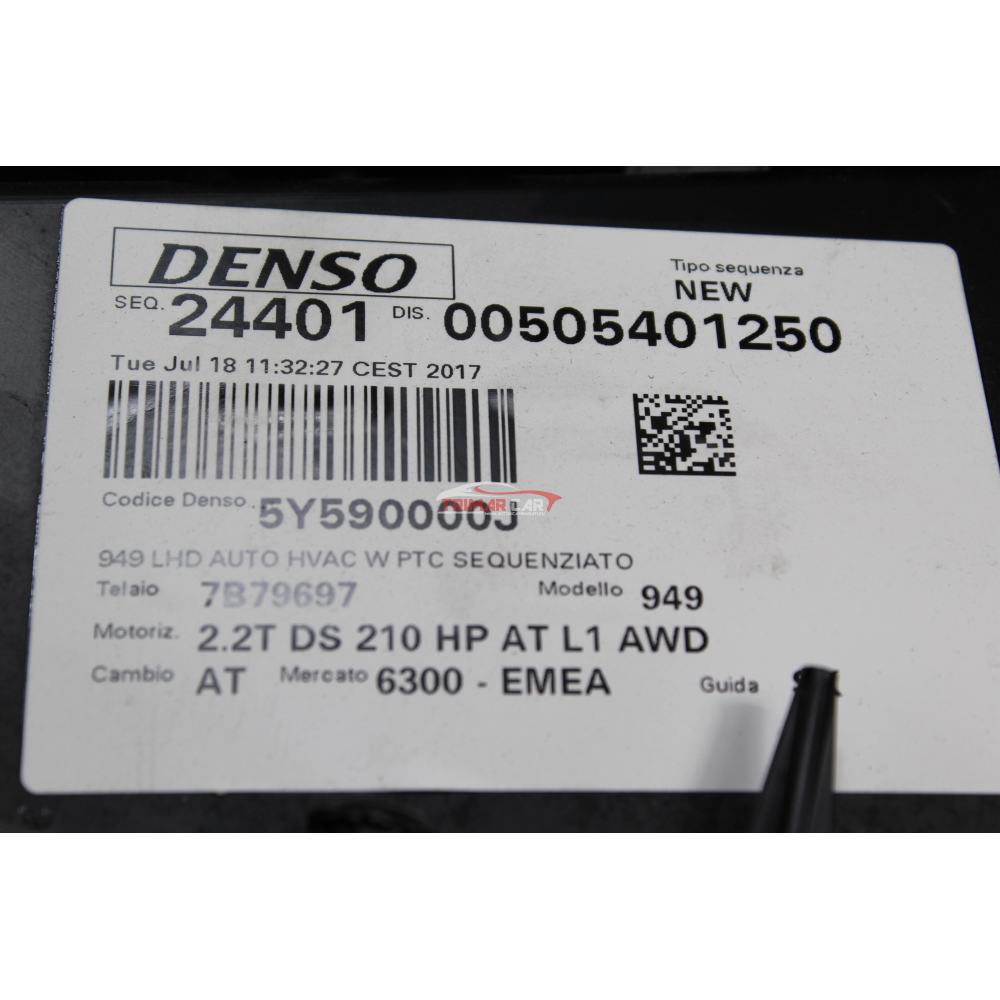 DENSO
Tipo sequenza
NEW
SEQ. 24401 DIS. 00505401250
Tue Jul 18 11:32:27 CEST 2017
Codice Denso
TRIMAR CAR
949 LHD AUTO HVAC W PTC SEQUENZIATO
Telaio 7B79697 Modello 949
Motoriz. 2.2T DS 210 HP AT L1 AWD
Cambio AT Mercato 6300 - EMEA Guida